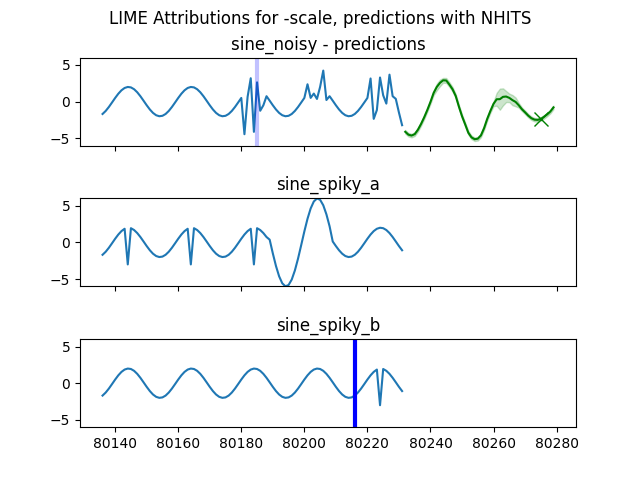 LIME Attributions for -scale, predictions with NHITS
sine_noisy - predictions
5
0
−5
sine_spiky_a
5
0
−5
sine_spiky_b
5
0
−5
80140 80160 80180 80200 80220 80240 80260 80280